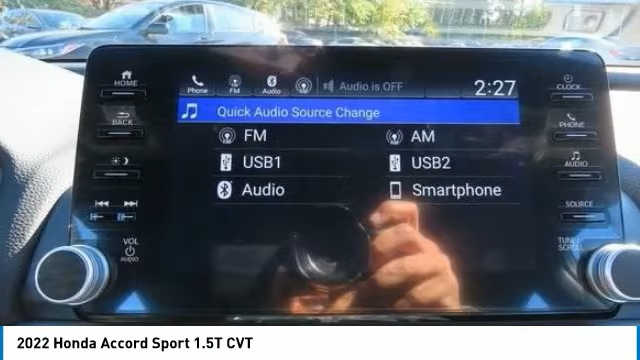 HOME
Phone
FM
Audio
AM
Audio is OFF
2:27
CLOCK
Quick Audio Source Change
BACK
FM
AM
PHONE
USB1
USB2
AUDIO
Audio
Smartphone
SOURCE
VOL
AUDIO
TUNE
SCROLL
2022 Honda Accord Sport 1.5T CVT